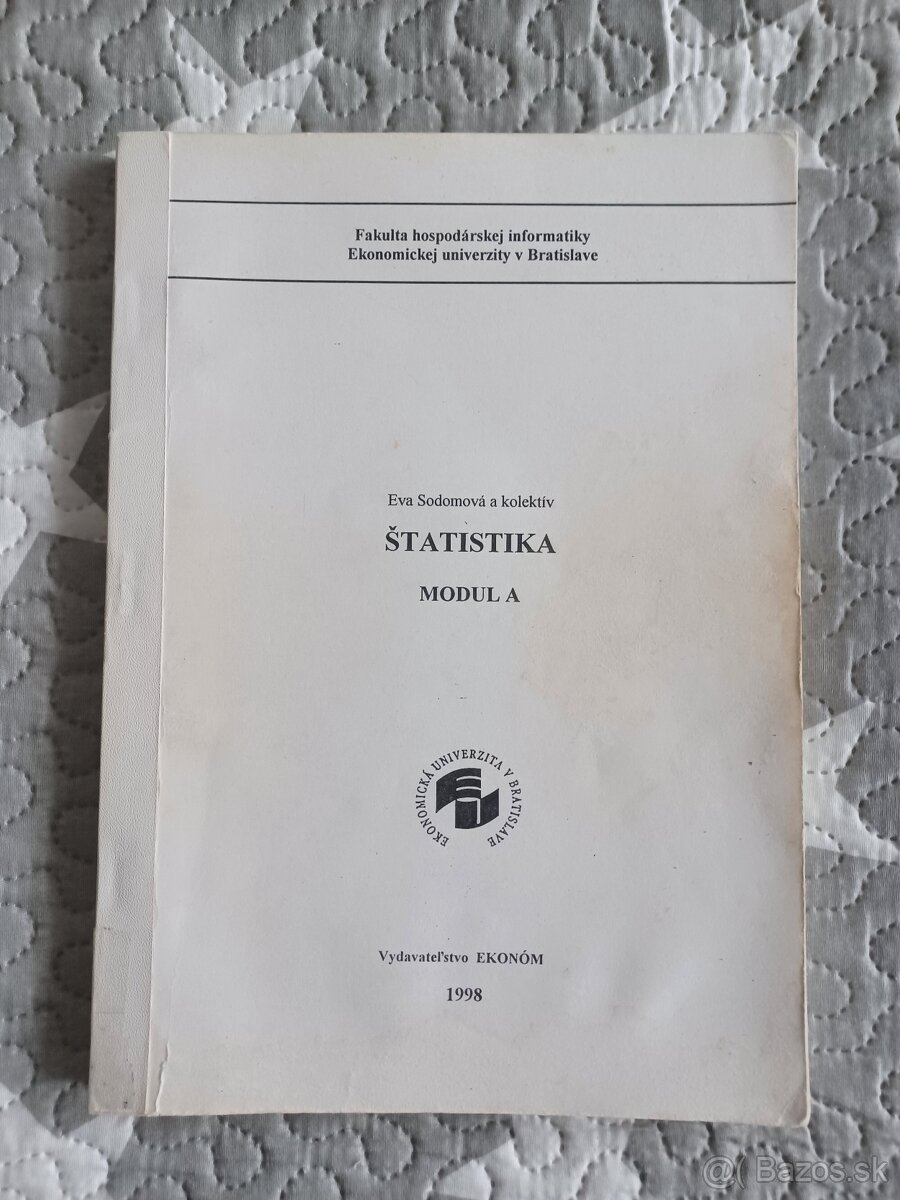 Fakulta hospodárskej informatiky
Ekonomickej univerzity v Bratislave
Eva Sodomová a kolektív
ŠTATISTIKA
MODUL A
EKONOMICKÁ UNIVERZITA V BRATISLAVE
Vydavateľstvo EKONÓM
1998
@( Bazos.sk